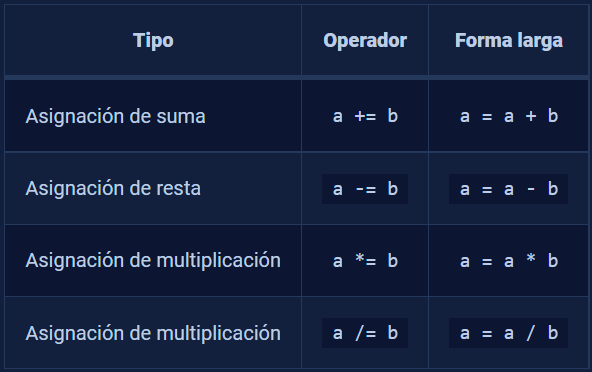 Tipo Operador Forma larga
Asignación de suma a += b a = a + b
Asignación de resta a -= b a = a - b
Asignación de multiplicación a *= b a = a * b
Asignación de multiplicación a /= b a = a / b